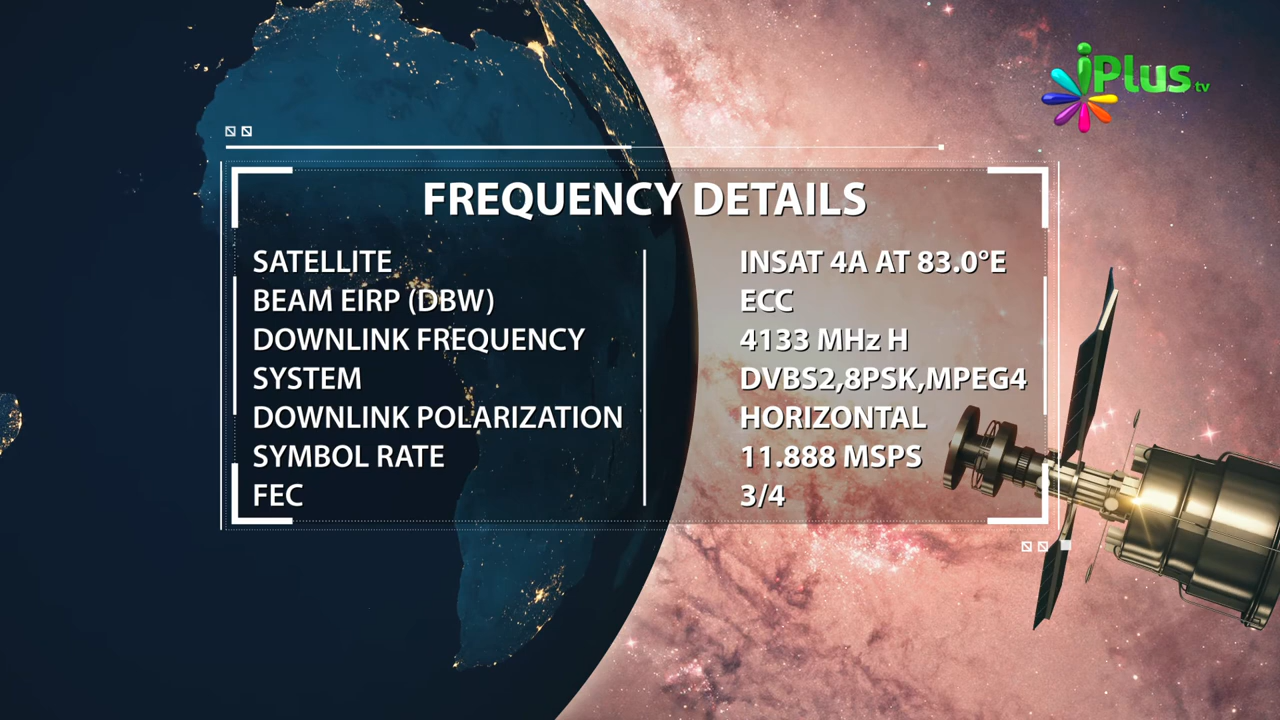 iPlus tv
FREQUENCY DETAILS
SATELLITE INSAT 4A AT 83.0°E
BEAM EIRP (DBW) ECC
DOWNLINK FREQUENCY 4133 MHz H
SYSTEM DVBS2,8PSK,MPEG4
DOWNLINK POLARIZATION HORIZONTAL
SYMBOL RATE 11.888 MSPS
FEC 3/4